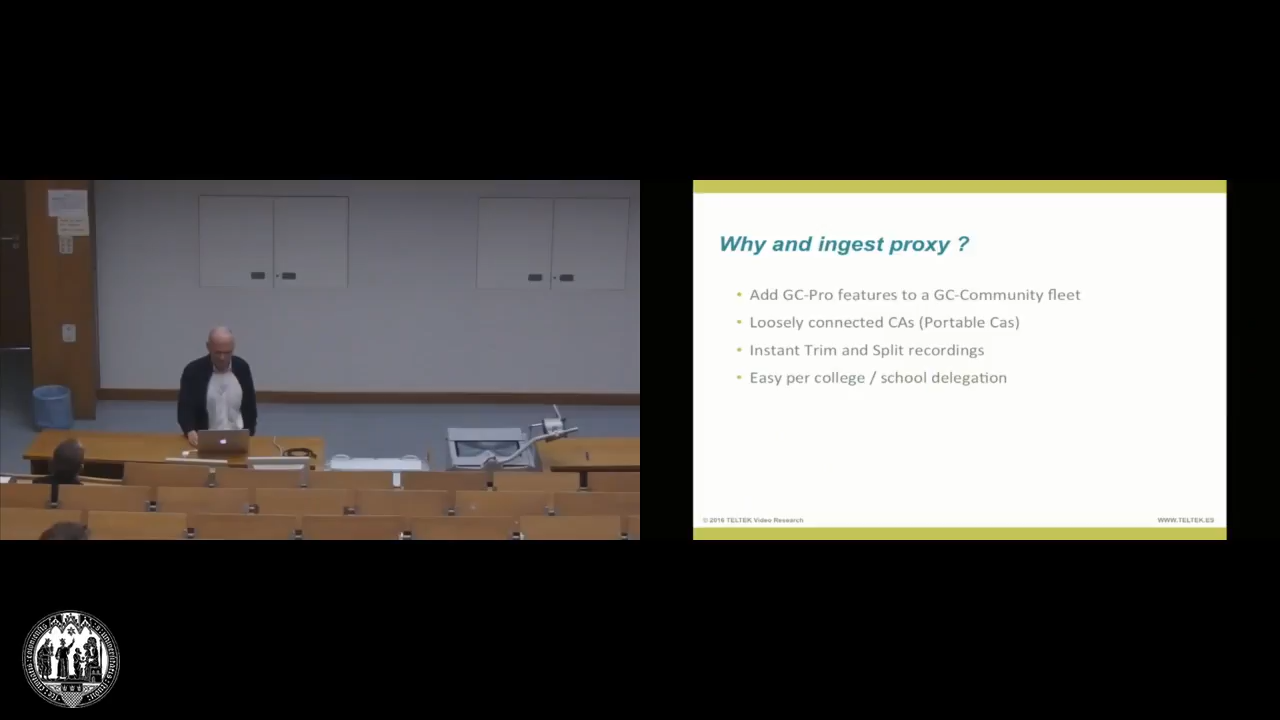 Why and ingest proxy ?
• Add GC-Pro features to a GC-Community fleet
• Loosely connected CAs (Portable Cas)
• Instant Trim and Split recordings
• Easy per college / school delegation
© 2016 TELTEK Video Research
WWW.TELTEK.ES